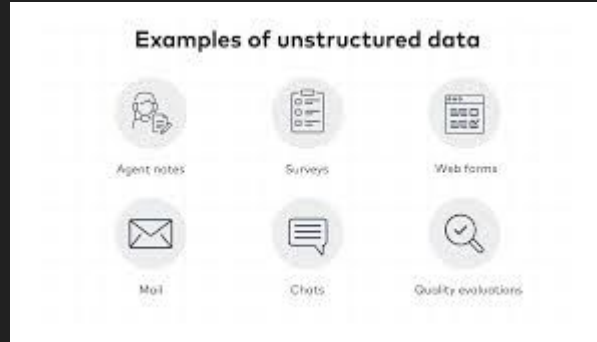 Examples of unstructured data
Agent notes
Surveys
Web forms
Mail
Chats
Quality evaluations